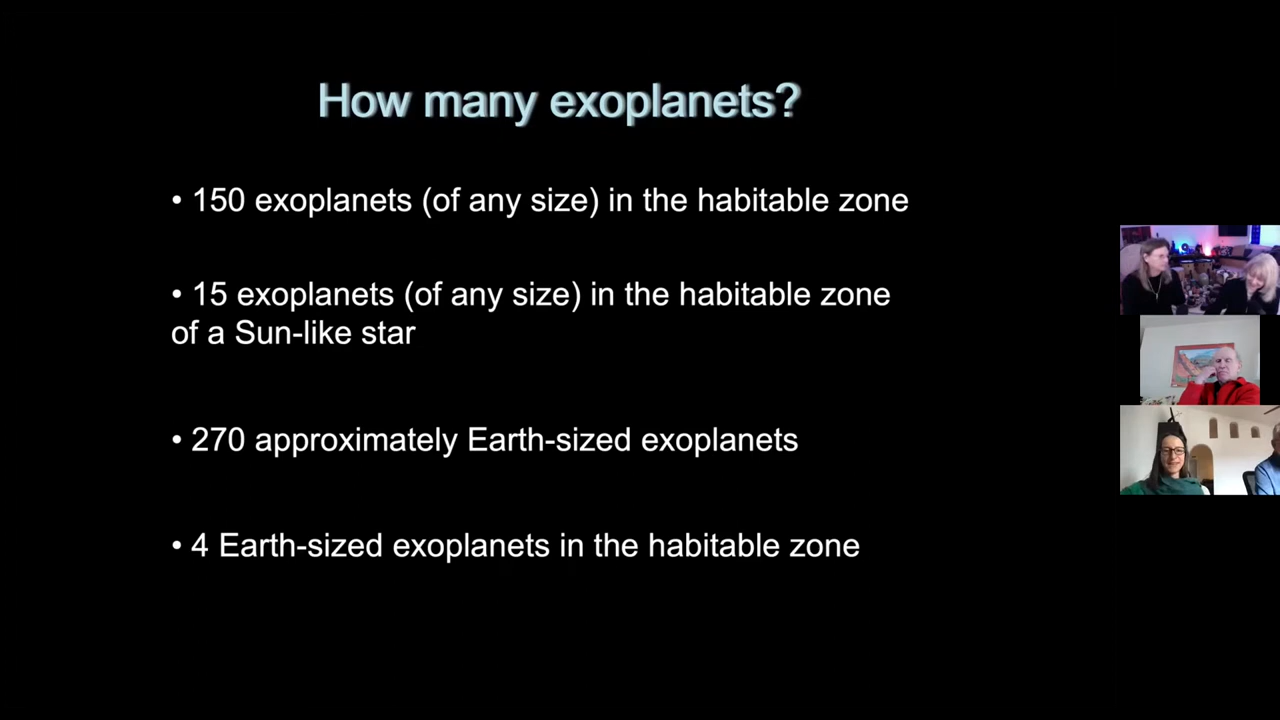 How many exoplanets?
• 150 exoplanets (of any size) in the habitable zone
• 15 exoplanets (of any size) in the habitable zone
of a Sun-like star
• 270 approximately Earth-sized exoplanets
• 4 Earth-sized exoplanets in the habitable zone